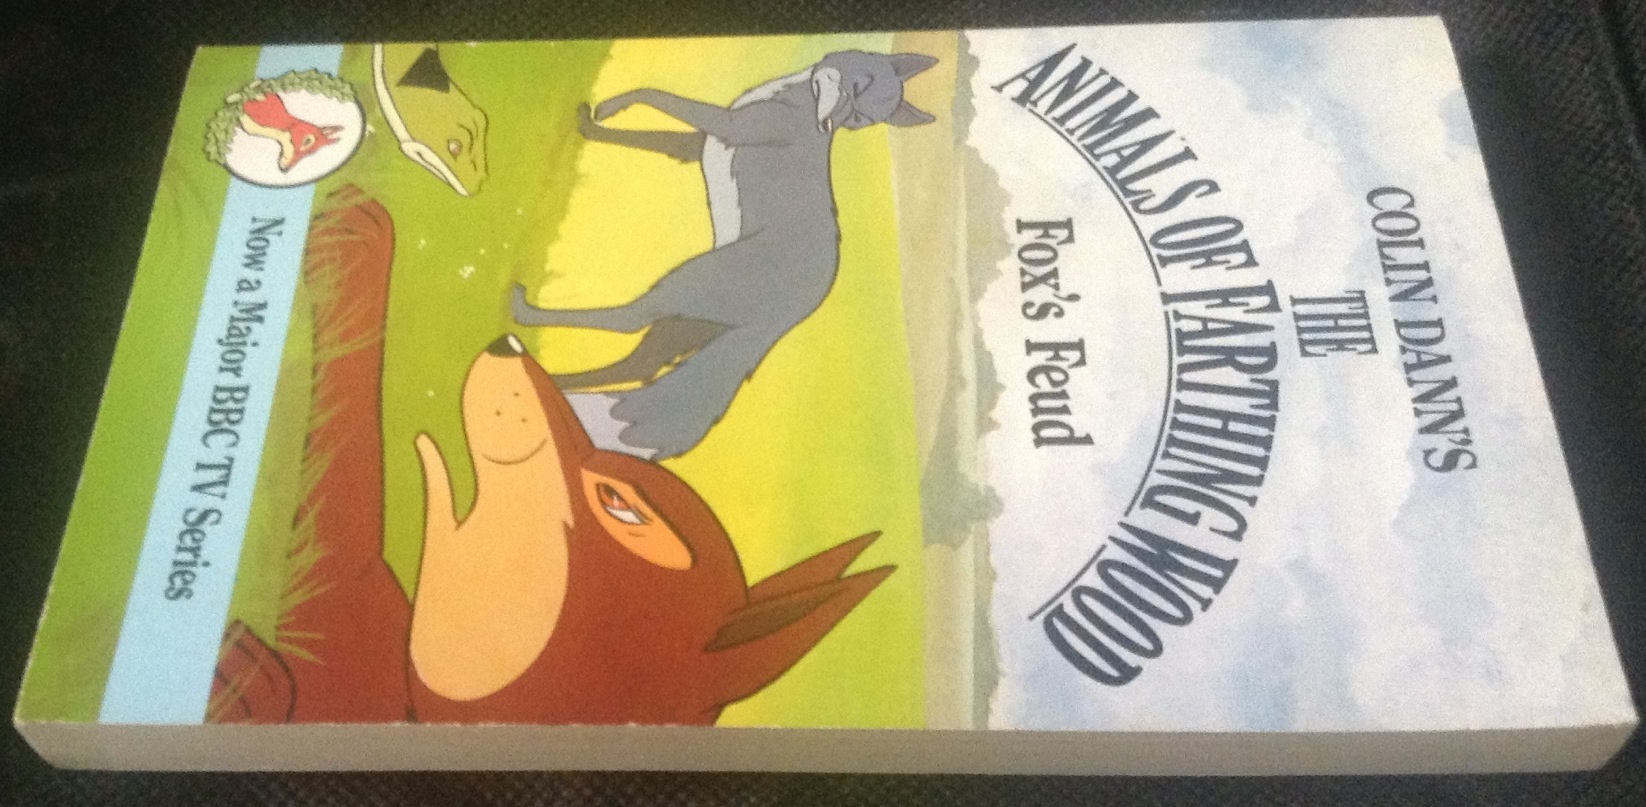 COLIN DANN'S
THE
ANIMALS OF FARTHING WOOD
Fox's Feud
Now a Major BBC TV Series